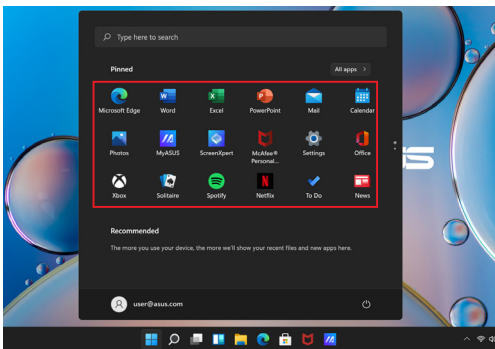 Type here to search
Pinned
All apps >
Microsoft Edge
Word
Excel
PowerPoint
Mail
Calendar
Photos
MyASUS
ScreenXpert
McAfee®
Personal...
Settings
Office
Xbox
Solitaire
Spotify
Netflix
To Do
News
Recommended
The more you use your device, the more we'll show your recent files and new apps here.
user@asus.com